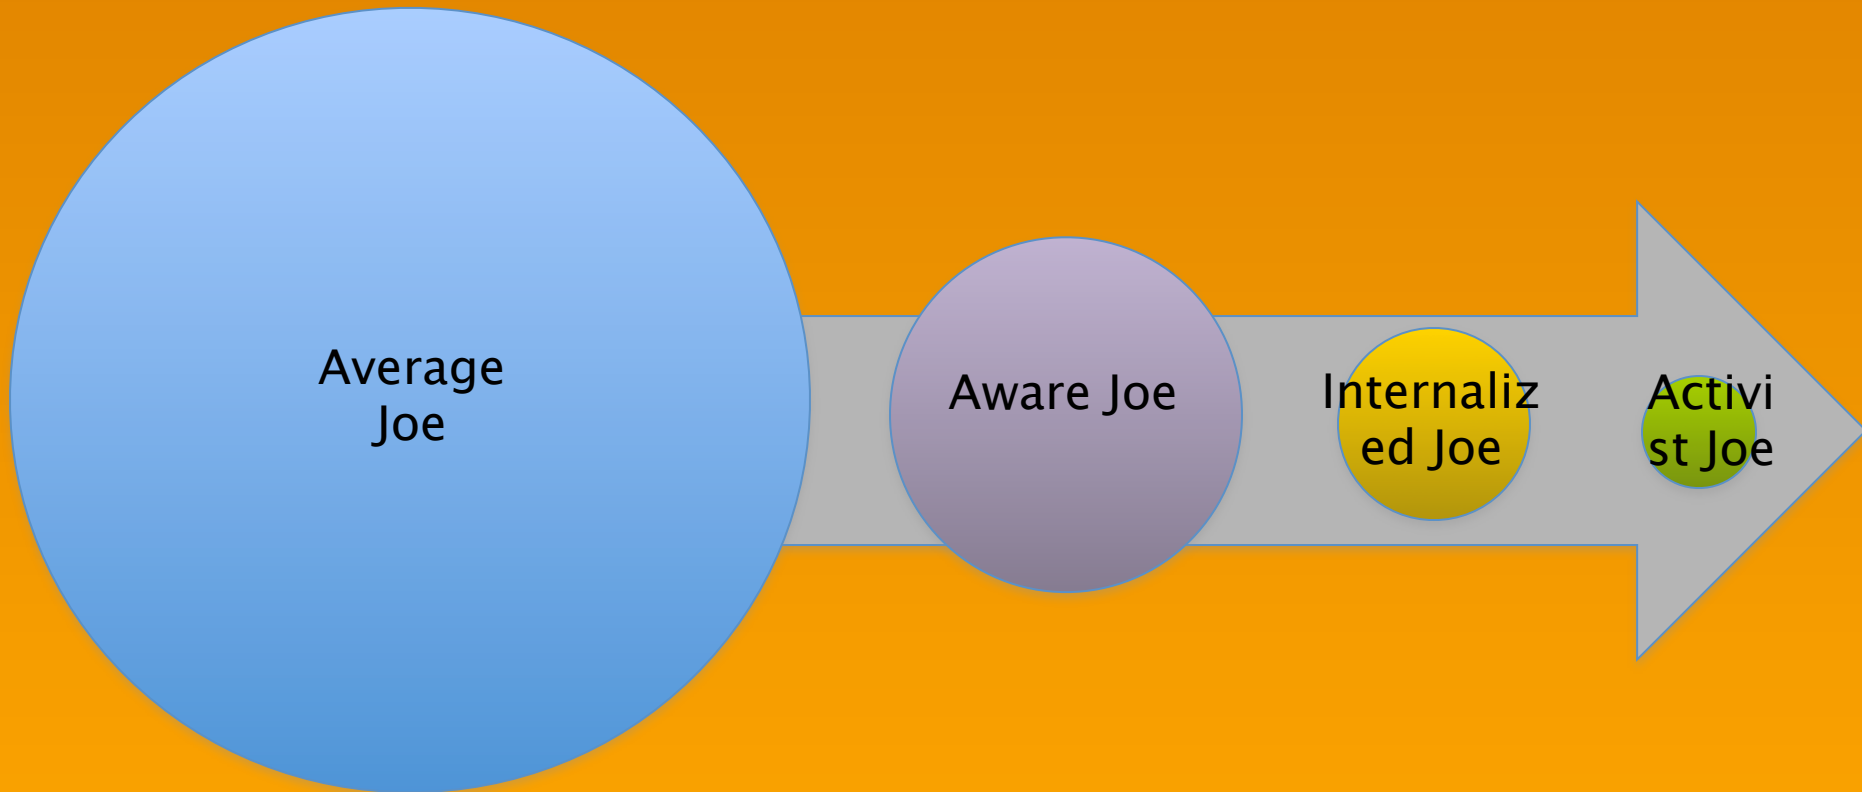 Average
Joe
Aware Joe
Internaliz
ed Joe
Activi
st Joe